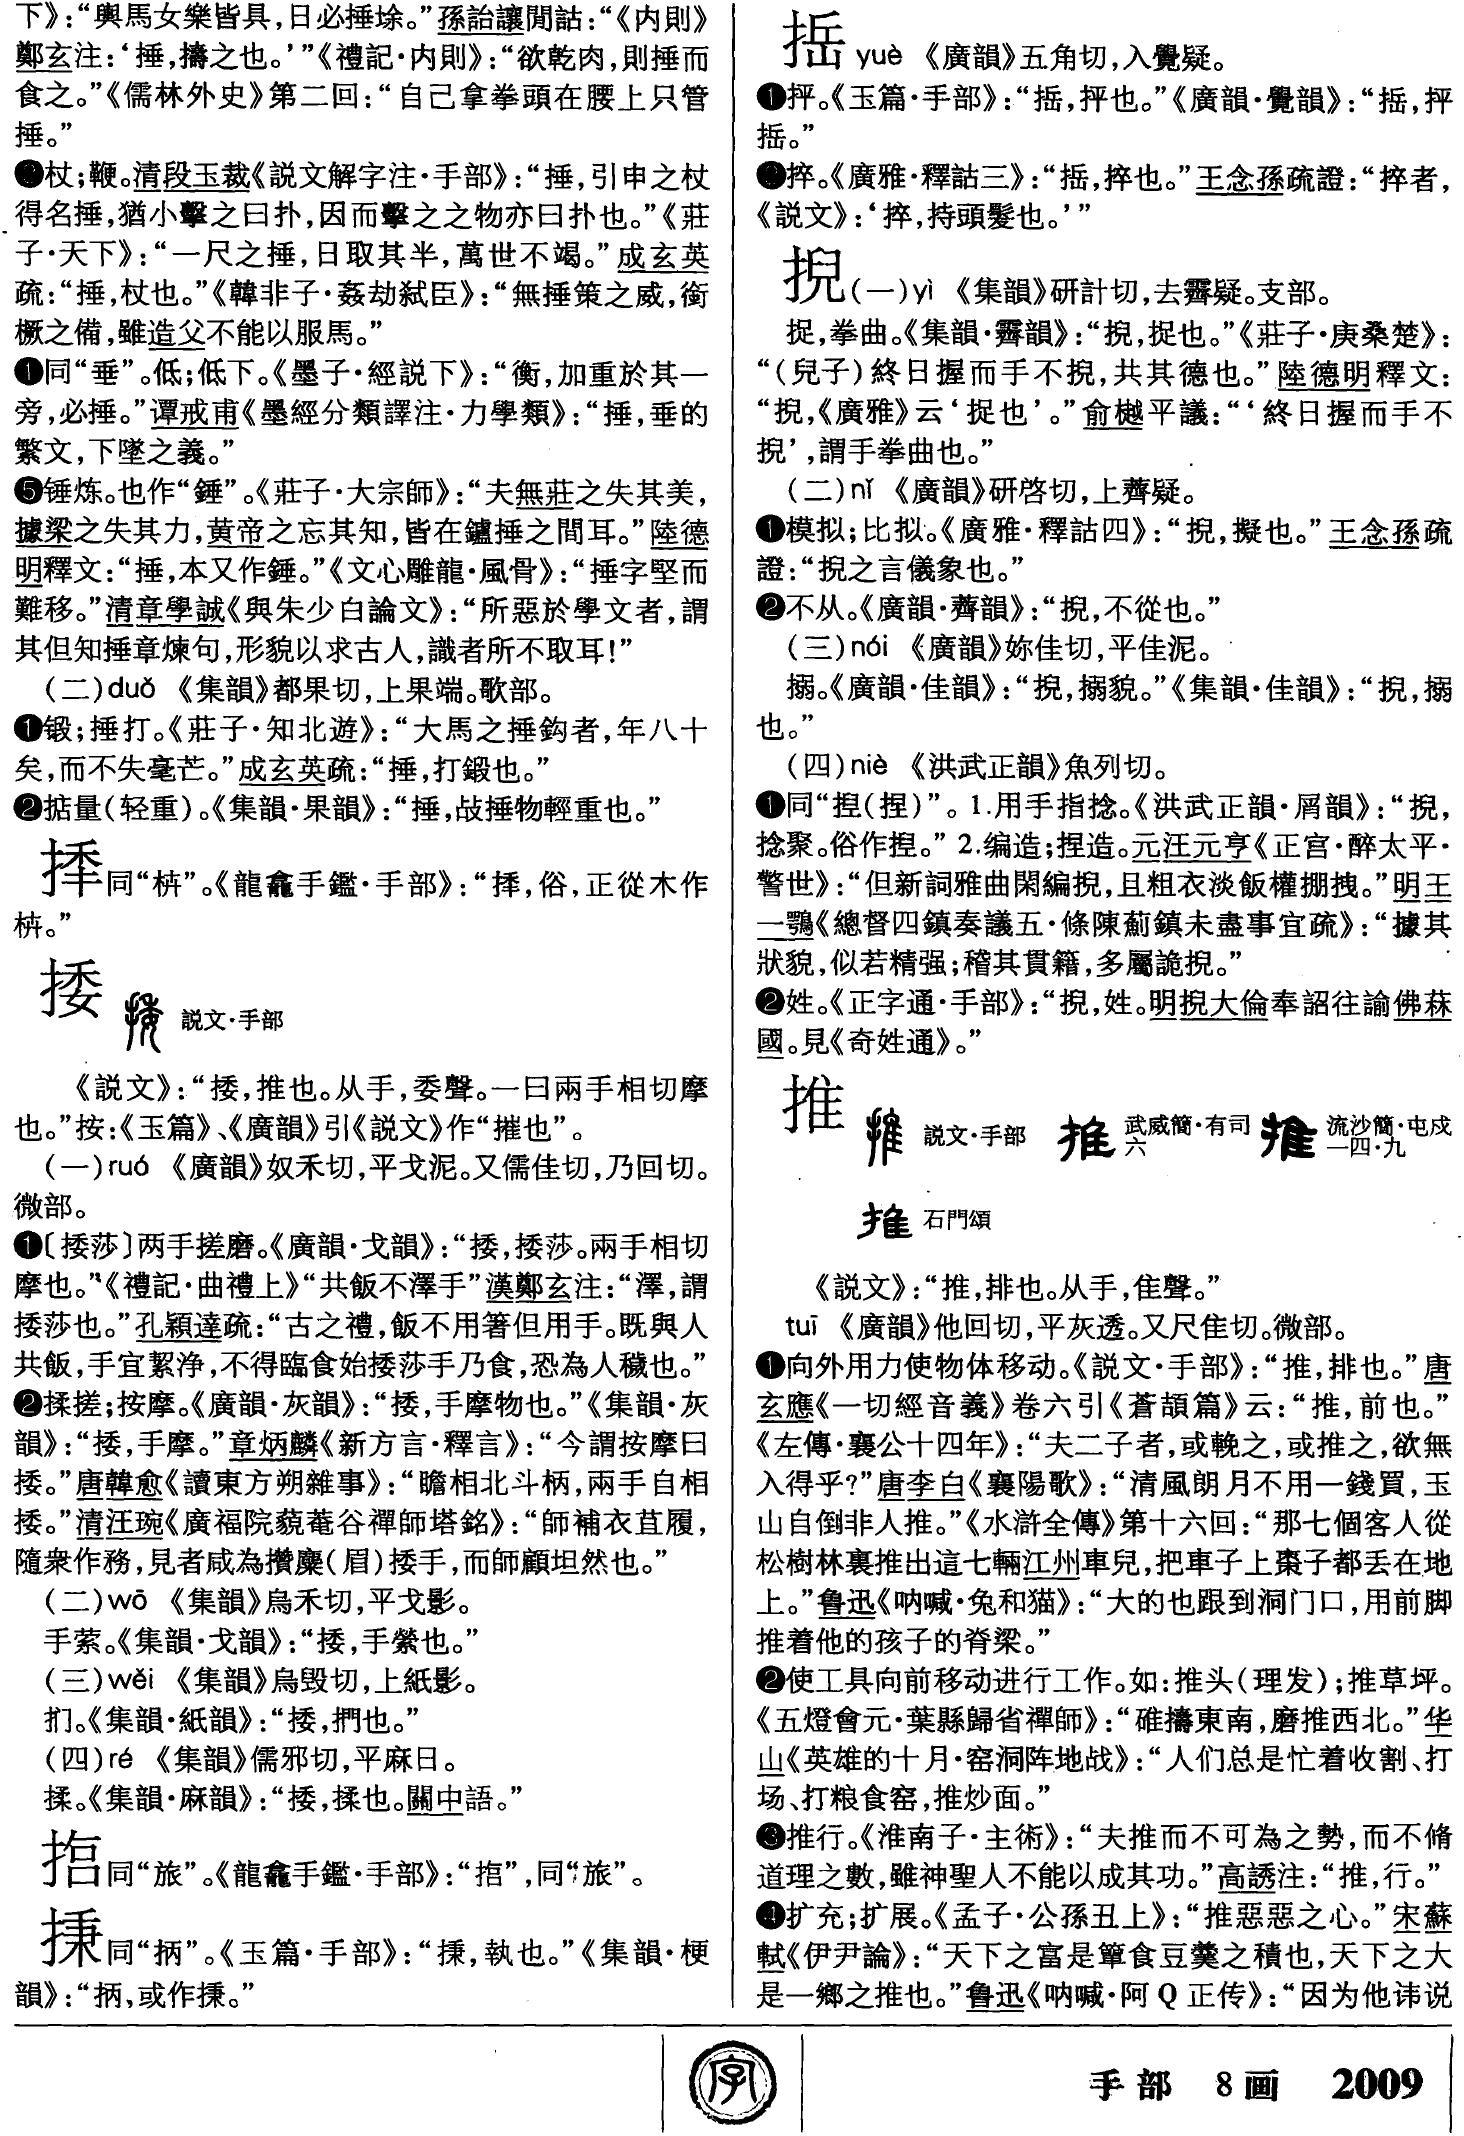 下》：“輿馬女樂皆具，日必捶垛。”孫詒讓閒詁：“《内則》
鄭玄注：‘捶，擣之也。’”《禮記·内則》：“欲乾肉，則捶而
食之。”《儒林外史》第二回：“自己拿拳頭在腰上只管
捶。”
❸杖；鞭。清段玉裁《説文解字注·手部》：“捶，引申之杖
得名捶，猶小擊之曰扑，因而擊之之物亦曰扑也。”《莊
子·天下》：“一尺之捶，日取其半，萬世不竭。”成玄英
疏：“捶，杖也。”《韓非子·姦劫弑臣》：“無捶策之威，銜
橛之備，雖造父不能以服馬。”
❹同“垂”。低；低下。《墨子·經説下》：“衡，加重於其一
旁，必捶。”谭戒甫《墨經分類譯注·力學類》：“捶，垂的
繁文，下墜之義。”
❺锤炼。也作“錘”。《莊子·大宗師》：“夫無莊之失其美，
據梁之失其力，黄帝之忘其知，皆在鑪捶之間耳。”陸德
明釋文：“捶，本又作錘。”《文心雕龍·風骨》：“捶字堅而
難移。”清章學誠《與朱少白論文》：“所惡於學文者，謂
其但知捶章煉句，形貌以求古人，識者所不取耳！”
（二）duǒ 《集韻》都果切，上果端。歌部。
❶锻；捶打。《莊子·知北遊》：“大馬之捶鈎者，年八十
矣，而不失毫芒。”成玄英疏：“捶，打鍛也。”
❷掂量（轻重）。《集韻·果韻》：“捶，敁捶物輕重也。”
同“㭊”。《龍龕手鑑·手部》：“㧻，俗，正從木作
㭊。”
捼 説文·手部
《説文》：“捼，推也。从手，委聲。一曰兩手相切摩
也。”按：《玉篇》、《廣韻》引《説文》作“摧也”。
（一）ruó 《廣韻》奴禾切，平戈泥。又儒佳切，乃回切。
微部。
❶〔捼莎〕两手搓磨。《廣韻·戈韻》：“捼，捼莎。兩手相切
摩也。”《禮記·曲禮上》“共飯不澤手”漢鄭玄注：“澤，謂
捼莎也。”孔穎達疏：“古之禮，飯不用箸但用手。既與人
共飯，手宜絜浄，不得臨食始捼莎手乃食，恐為人穢也。”
❷揉搓；按摩。《廣韻·灰韻》：“捼，手摩物也。”《集韻·灰
韻》：“捼，手摩。”章炳麟《新方言·釋言》：“今謂按摩曰
捼。”唐韓愈《讀東方朔雜事》：“瞻相北斗柄，兩手自相
捼。”清汪琬《廣福院藐菴谷禪師塔銘》：“師補衣苴履，
隨衆作務，見者咸為攢麋（眉）捼手，而師顧坦然也。”
（二）wō 《集韻》烏禾切，平戈影。
手萦。《集韻·戈韻》：“捼，手縈也。”
（三）wěi 《集韻》烏毁切，上紙影。
扪。《集韻·紙韻》：“捼，捫也。”
（四）ré 《集韻》儒邪切，平麻日。
揉。《集韻·麻韻》：“捼，揉也。關中語。”
同“旅”。《龍龕手鑑·手部》：“㨋”，同“旅”。
同“抦”。《玉篇·手部》：“㨀，執也。”《集韻·梗
韻》：“抦，或作㨀。”
㧬yuè 《廣韻》五角切，入覺疑。
❶抨。《玉篇·手部》：“㧬，抨也。”《廣韻·覺韻》：“㧬，抨
㧬。”
❷捽。《廣雅·釋詁三》：“㧬，捽也。”王念孫疏證：“捽者，
《説文》：‘捽，持頭髮也。’”
掜（一）yì 《集韻》研計切，去霽疑。支部。
捉，拳曲。《集韻·霽韻》：“掜，捉也。”《莊子·庚桑楚》：
“（兒子）終日握而手不掜，共其德也。”陸德明釋文：
“掜，《廣雅》云‘捉也’。”俞樾平議：“‘終日握而手不
掜’，謂手拳曲也。”
（二）nǐ 《廣韻》研啓切，上薺疑。
❶模拟；比拟。《廣雅·釋詁四》：“掜，擬也。”王念孫疏
證：“掜之言儀象也。”
❷不从。《廣韻·薺韻》：“掜，不從也。”
（三）nái 《廣韻》妳佳切，平佳泥。
搦。《廣韻·佳韻》：“掜，搦貌。”《集韻·佳韻》：“掜，搦
也。”
（四）niè 《洪武正韻》魚列切。
❶同“揑（捏）”。1.用手指捻。《洪武正韻·屑韻》：“掜，
捻聚。俗作揑。” 2.编造；捏造。元汪元亨《正宫·醉太平·
警世》：“但新詞雅曲閑編掜，且粗衣淡飯權掤拽。”明王
一鶚《總督四鎮奏議五·條陳薊鎮未盡事宜疏》：“據其
狀貌，似若精强；稽其貫籍，多屬詭掜。”
❷姓。《正字通·手部》：“掜，姓。明掜大倫奉詔往諭佛菻
國。見《奇姓通》。”
推 説文·手部 武威簡·有司六 流沙簡·屯戍一四·九
石門頌
《説文》：“推，排也。从手，隹聲。”
tuī 《廣韻》他回切，平灰透。又尺隹切。微部。
❶向外用力使物体移动。《説文·手部》：“推，排也。”唐
玄應《一切經音義》卷六引《蒼頡篇》云：“推，前也。”
《左傳·襄公十四年》：“夫二子者，或輓之，或推之，欲無
入得乎？”唐李白《襄陽歌》：“清風朗月不用一錢買，玉
山自倒非人推。”《水滸全傳》第十六回：“那七個客人從
松樹林裏推出這七輛江州車兒，把車子上棗子都丢在地
上。”鲁迅《呐喊·兔和猫》：“大的也跟到洞门口，用前脚
推着他的孩子的脊梁。”
❷使工具向前移动进行工作。如：推头（理发）；推草坪。
《五燈會元·葉縣歸省禪師》：“碓擣東南，磨推西北。”华
山《英雄的十月·窑洞阵地战》：“人们总是忙着收割、打
场、打粮食窑，推炒面。”
❸推行。《淮南子·主術》：“夫推而不可為之勢，而不脩
道理之數，雖神聖人不能以成其功。”高誘注：“推，行。”
❹扩充；扩展。《孟子·公孫丑上》：“推惡惡之心。”宋蘇
軾《伊尹論》：“天下之富是簞食豆羹之積也，天下之大
是一鄉之推也。”鲁迅《呐喊·阿Q正传》：“因为他讳说
字
手部 8画 2009